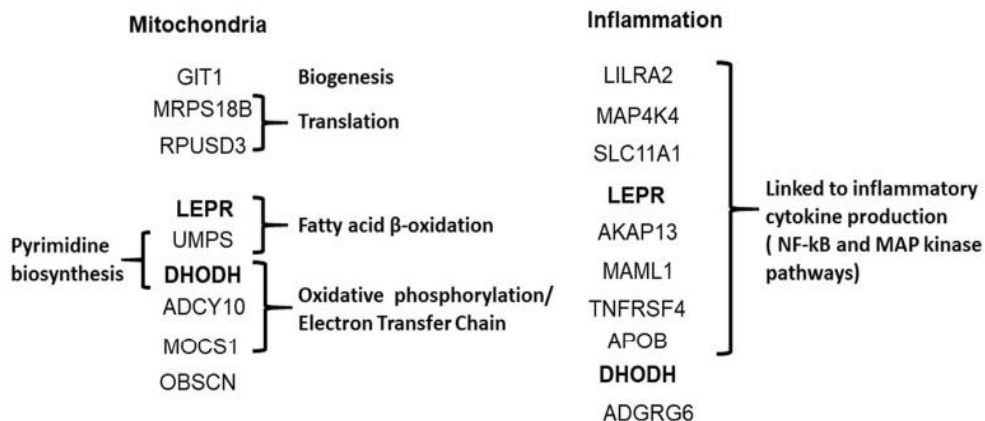 Mitochondria
GIT1
Biogenesis
MRPS18B
RPUSD3
Translation
LEPR
UMPS
Fatty acid β-oxidation
Pyrimidine
biosynthesis
DHODH
ADCY10
MOCS1
Oxidative phosphorylation/
Electron Transfer Chain
OBSCN
Inflammation
LILRA2
MAP4K4
SLC11A1
LEPR
AKAP13
MAML1
TNFRSF4
APOB
Linked to inflammatory
cytokine production
( NF-kB and MAP kinase
pathways)
DHODH
ADGRG6